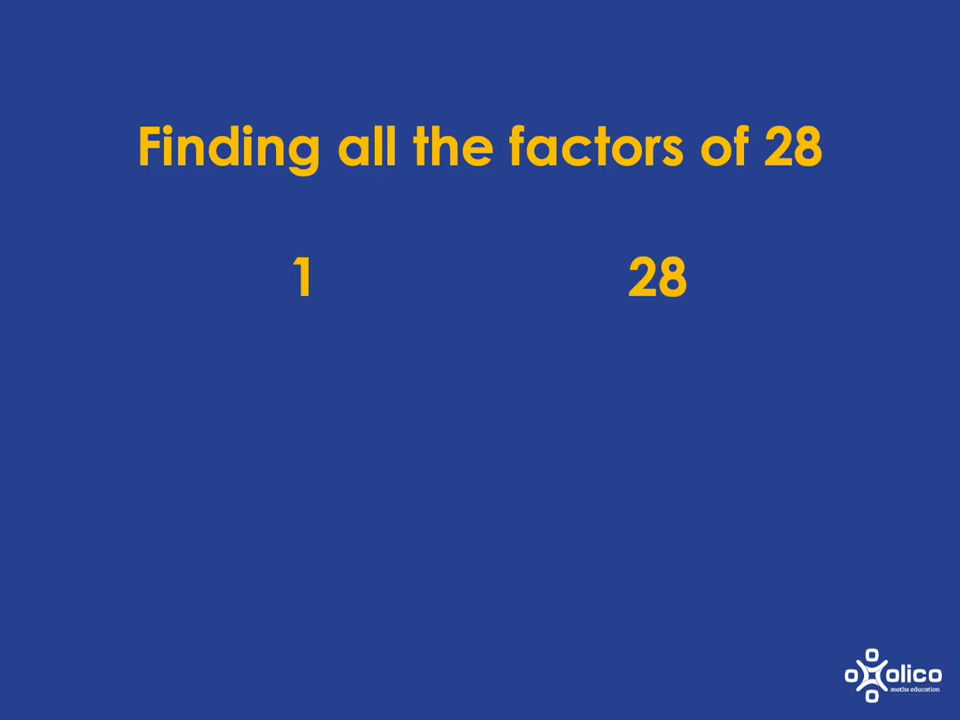 Finding all the factors of 28
1 28
olico
maths education